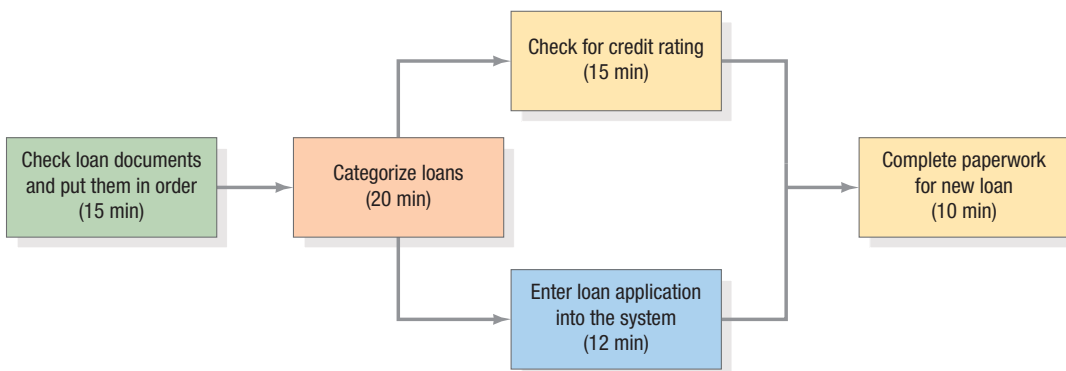 Check loan documents
and put them in order
(15 min)
Categorize loans
(20 min)
Check for credit rating
(15 min)
Enter loan application
into the system
(12 min)
Complete paperwork
for new loan
(10 min)